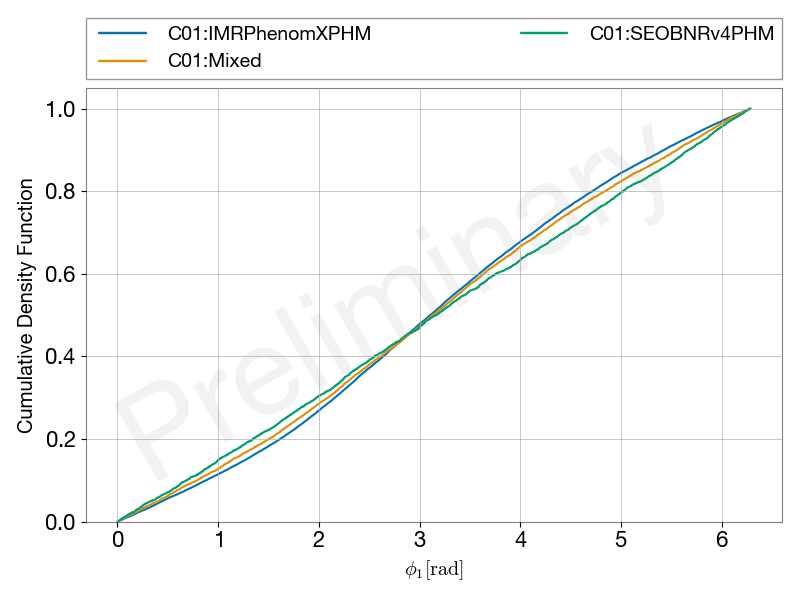 C01:IMRPhenomXPHM
C01:Mixed
C01:SEOBNRv4PHM
1.0
0.8
0.6
0.4
0.2
0.0
Cumulative Density Function
Preliminary
0 1 2 3 4 5 6
ϕ₁[rad]